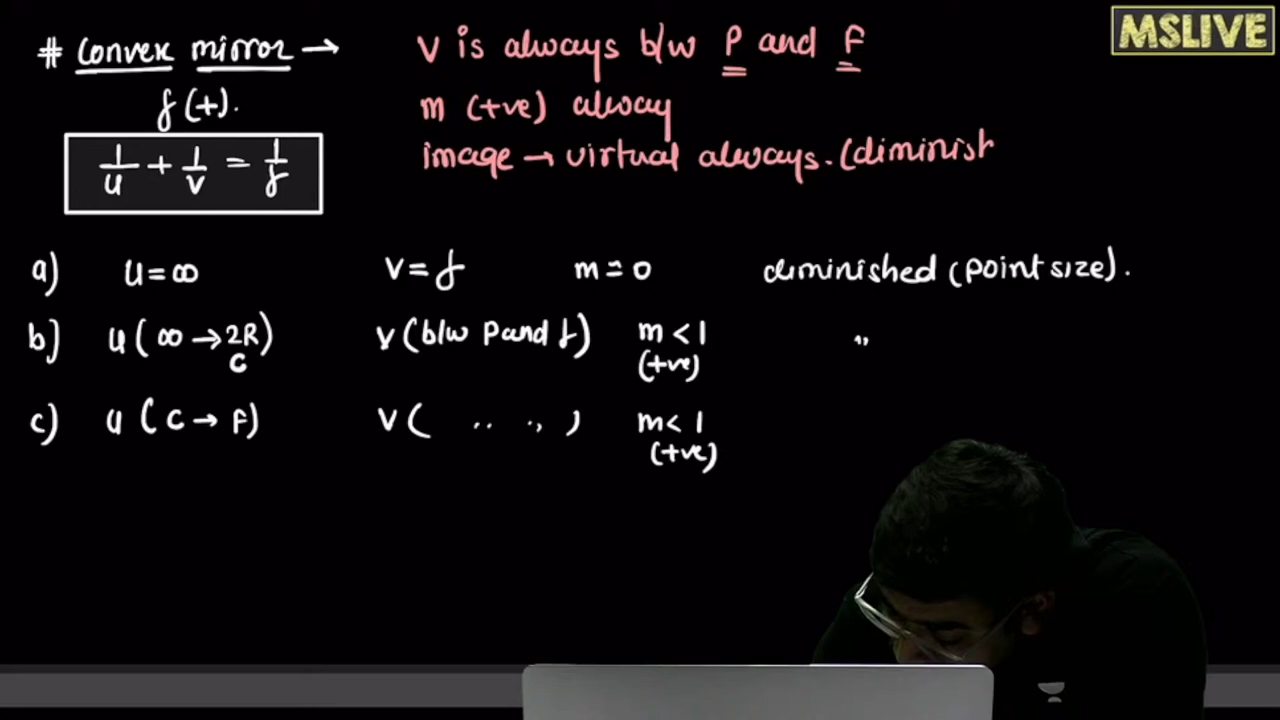 MSLIVE
# Convex mirror → V is always b/w P and F
f (+).
m (+ve) alway
1/u + 1/v = 1/f
image → virtual always. (diminist
a) u = ∞ v = f m = 0 diminished (point size).
b) u ( ∞ → 2R ) v ( b/w P and f ) m < 1 〃
C (+ve)
c) u ( C → F) v ( .. ., ) m < 1
(+ve)